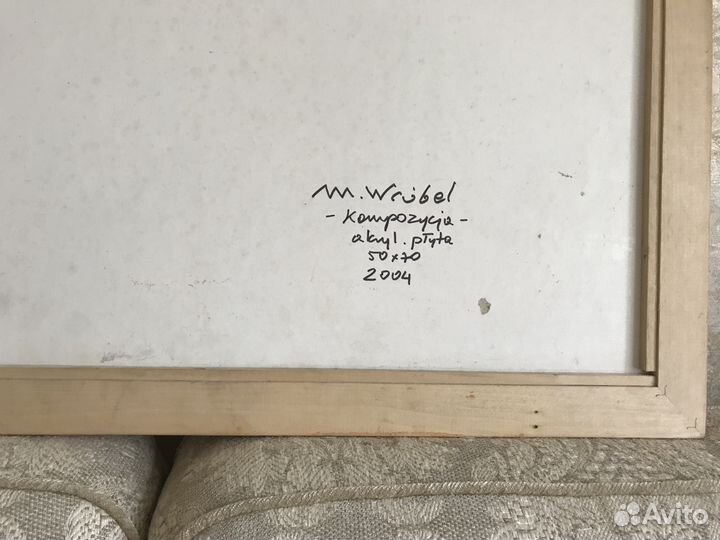 M. Wróbel
- Kompozycja -
akryl. płyta
50x70
2004
Avito